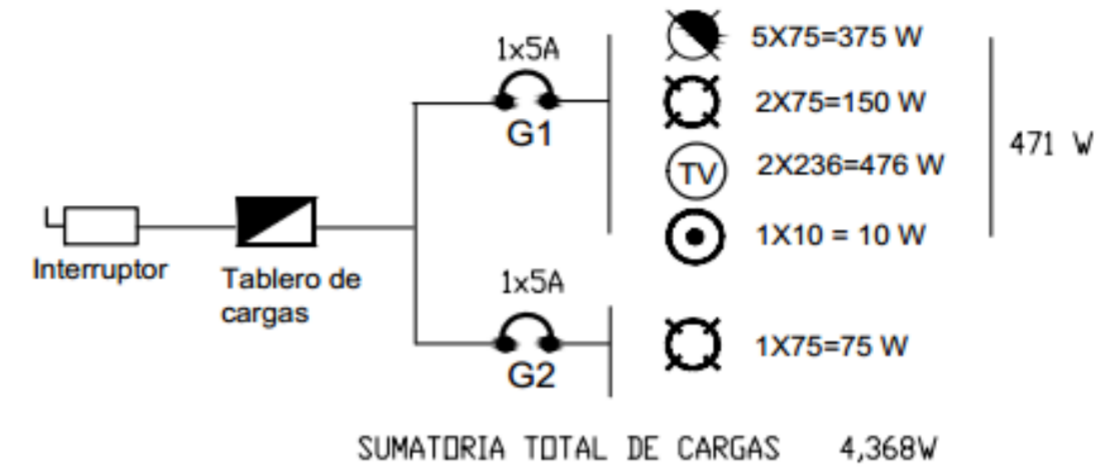 1x5A
G1
5X75=375 W
2X75=150 W
TV
2X236=476 W
1X10 = 10 W
471 W
Interruptor
Tablero de
cargas
1x5A
G2
1X75=75 W
SUMATORIA TOTAL DE CARGAS 4,368W